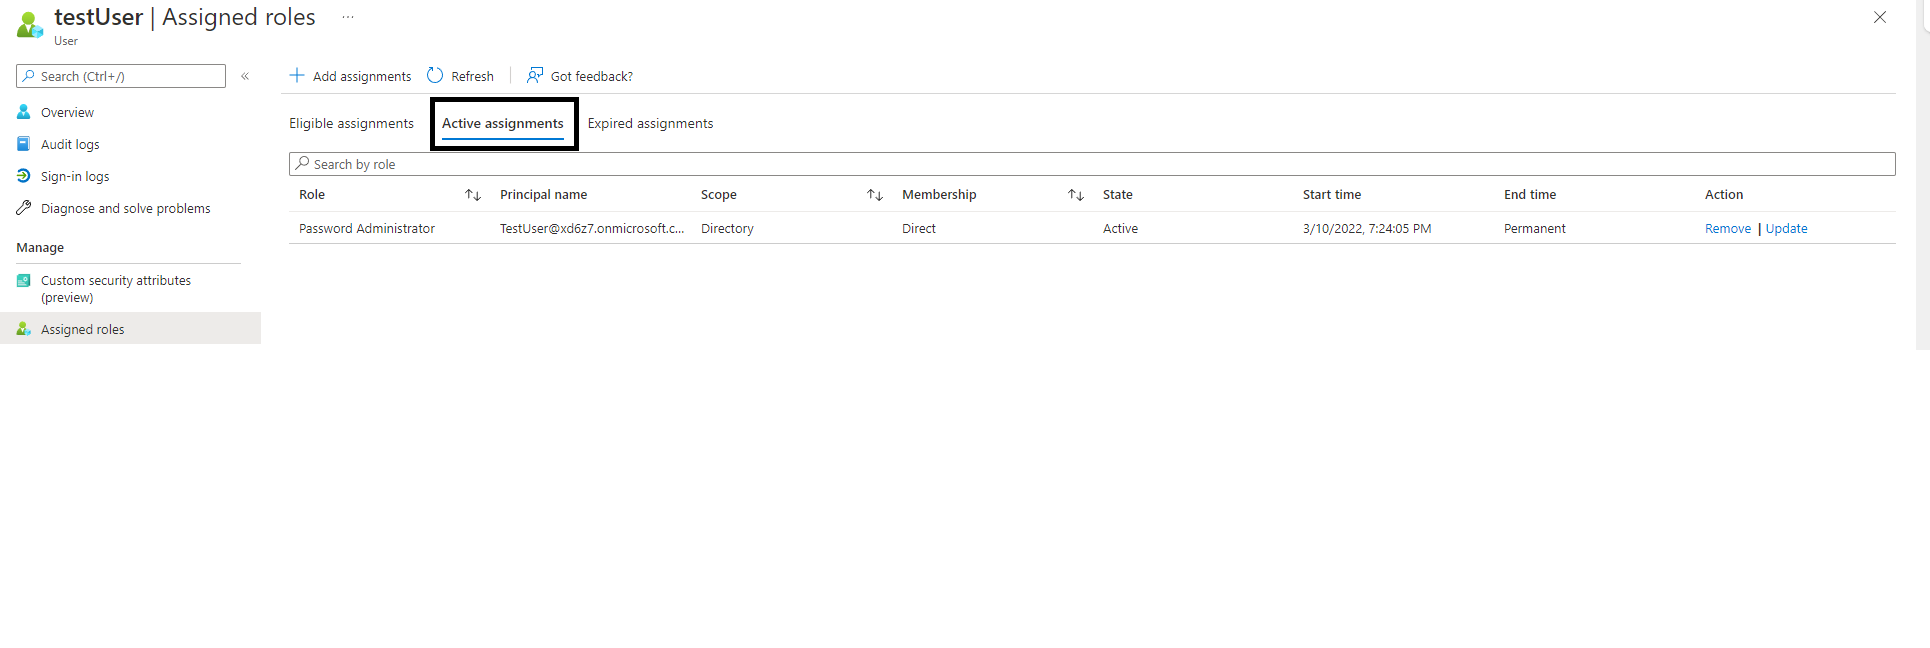 testUser | Assigned roles ...
User
Search (Ctrl+/)
«
Add assignments
Refresh
Got feedback?
Overview
Audit logs
Sign-in logs
Diagnose and solve problems
Manage
Custom security attributes
(preview)
Assigned roles
Eligible assignments
Active assignments
Expired assignments
Search by role
Role Principal name Scope Membership State Start time End time Action
Password Administrator TestUser@xd6z7.onmicrosoft.c... Directory Direct Active 3/10/2022, 7:24:05 PM Permanent Remove | Update